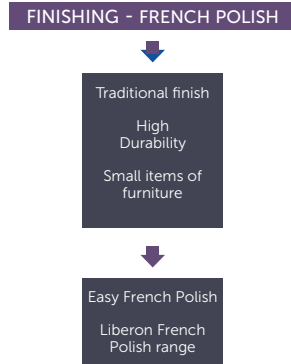 FINISHING - FRENCH POLISH
Traditional finish
High
Durability
Small items of
furniture
Easy French Polish
Liberon French
Polish range